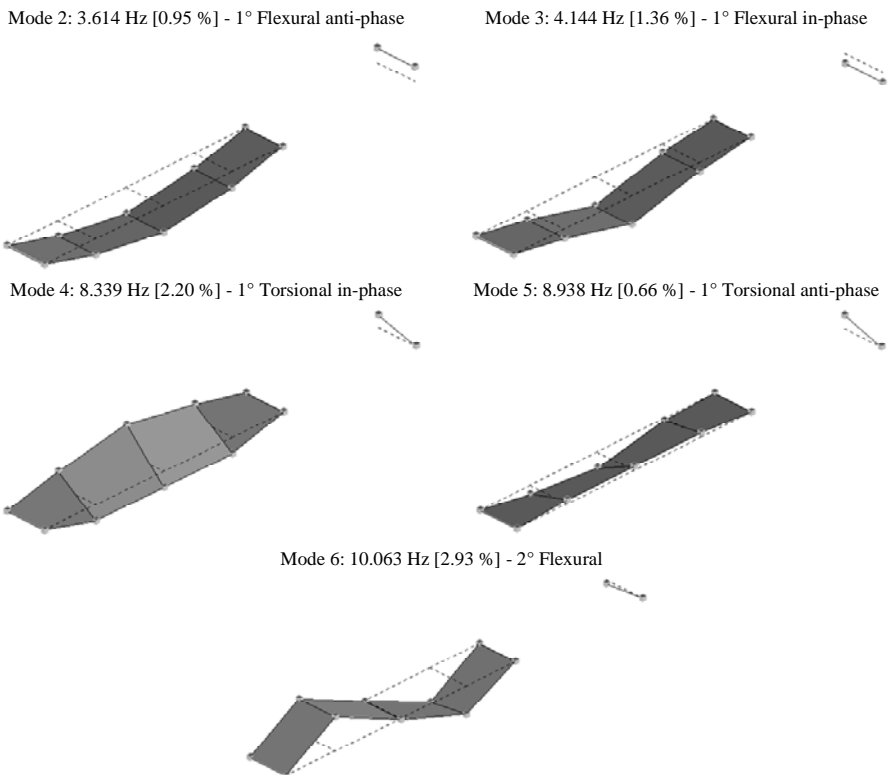 Mode 2: 3.614 Hz [0.95 %] - 1° Flexural anti-phase
Mode 3: 4.144 Hz [1.36 %] - 1° Flexural in-phase
Mode 4: 8.339 Hz [2.20 %] - 1° Torsional in-phase
Mode 5: 8.938 Hz [0.66 %] - 1° Torsional anti-phase
Mode 6: 10.063 Hz [2.93 %] - 2° Flexural